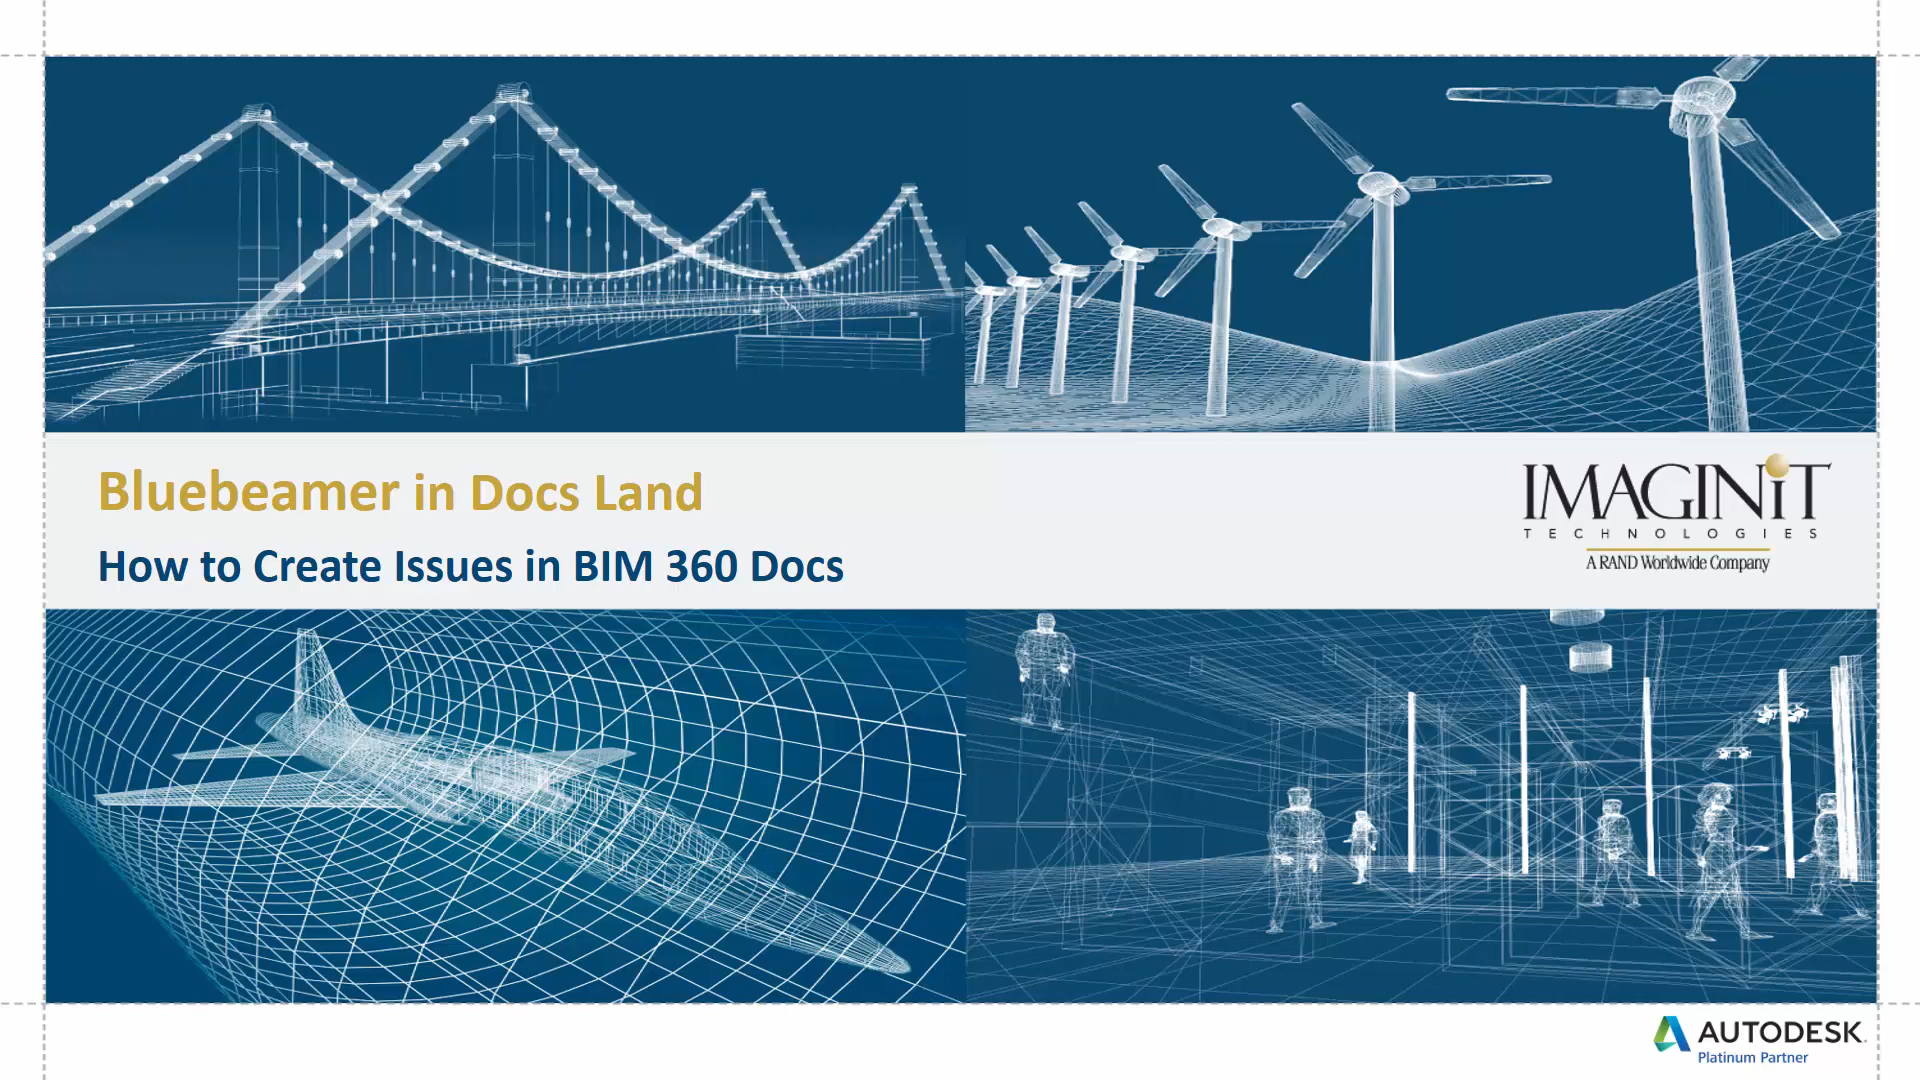 Bluebeamer in Docs Land
How to Create Issues in BIM 360 Docs
IMAGINiT
TECHNOLOGIES
A RAND Worldwide Company
AUTODESK.
Platinum Partner